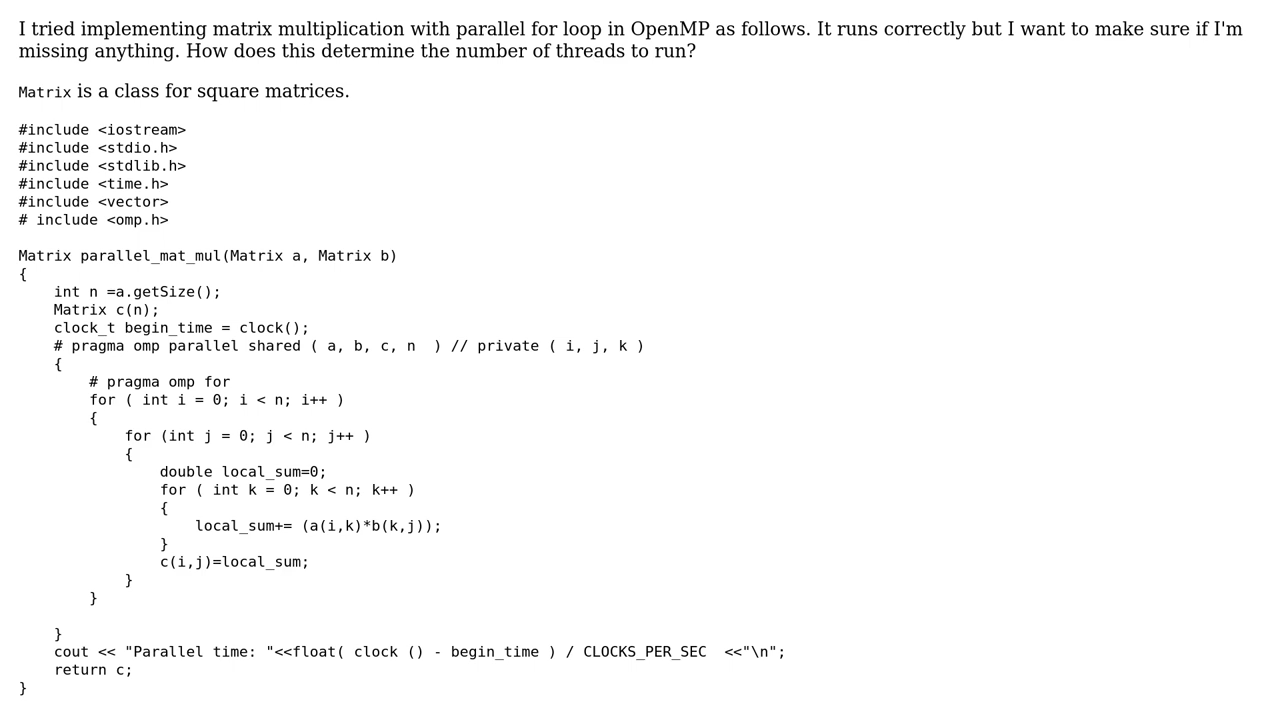 I tried implementing matrix multiplication with parallel for loop in OpenMP as follows. It runs correctly but I want to make sure if I'm
missing anything. How does this determine the number of threads to run?
Matrix is a class for square matrices.
#include <iostream>
#include <stdio.h>
#include <stdlib.h>
#include <time.h>
#include <vector>
# include <omp.h>
Matrix parallel_mat_mul(Matrix a, Matrix b)
{
    int n =a.getSize();
    Matrix c(n);
    clock_t begin_time = clock();
    # pragma omp parallel shared ( a, b, c, n  ) // private ( i, j, k )
    {
        # pragma omp for
        for ( int i = 0; i < n; i++ )
        {
            for (int j = 0; j < n; j++ )
            {
                double local_sum=0;
                for ( int k = 0; k < n; k++ )
                {
                    local_sum+= (a(i,k)*b(k,j));
                }
                c(i,j)=local_sum;
            }
        }
    }
    cout << "Parallel time: "<<float( clock () - begin_time ) / CLOCKS_PER_SEC  <<"\n";
    return c;
}